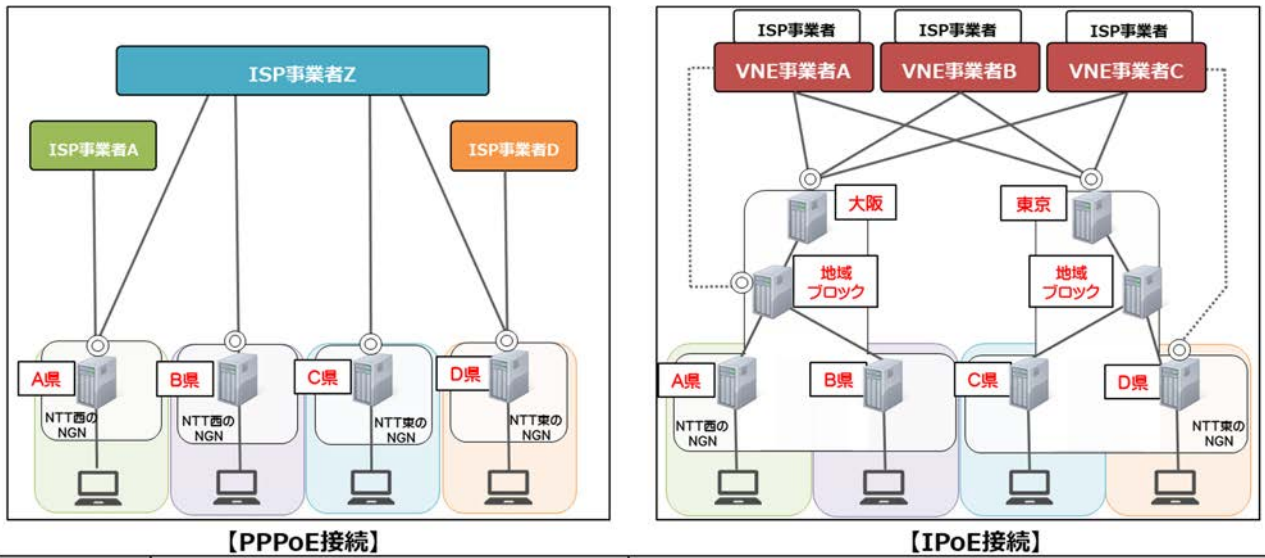 ISP事業者Z
ISP事業者A
ISP事業者D
A県
B県
C県
D県
NTT西の
NGN
NTT西の
NGN
NTT東の
NGN
NTT東の
NGN
【PPPoE接続】
ISP事業者
ISP事業者
ISP事業者
VNE事業者A
VNE事業者B
VNE事業者C
大阪
東京
地域
ブロック
地域
ブロック
A県
B県
C県
D県
NTT西の
NGN
NTT東の
NGN
【IPoE接続】